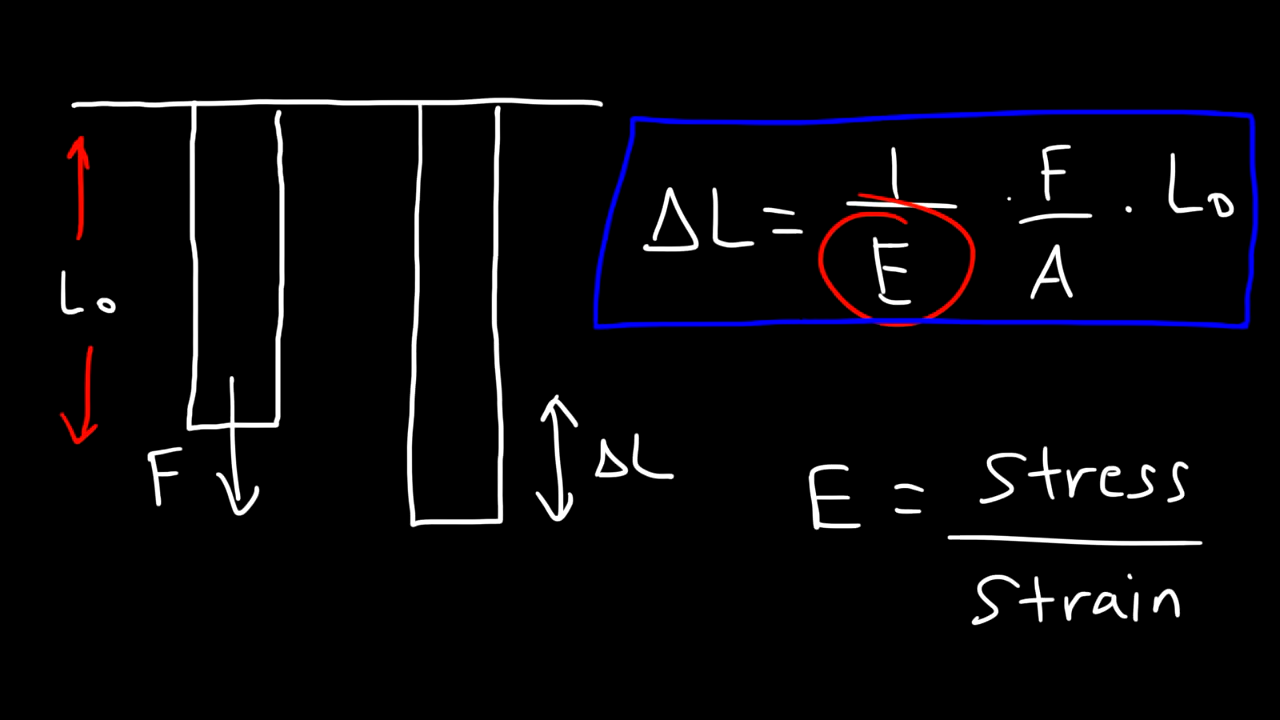 ΔL = 1/E · F/A · L₀
L₀
F
ΔL
E = Stress/Strain